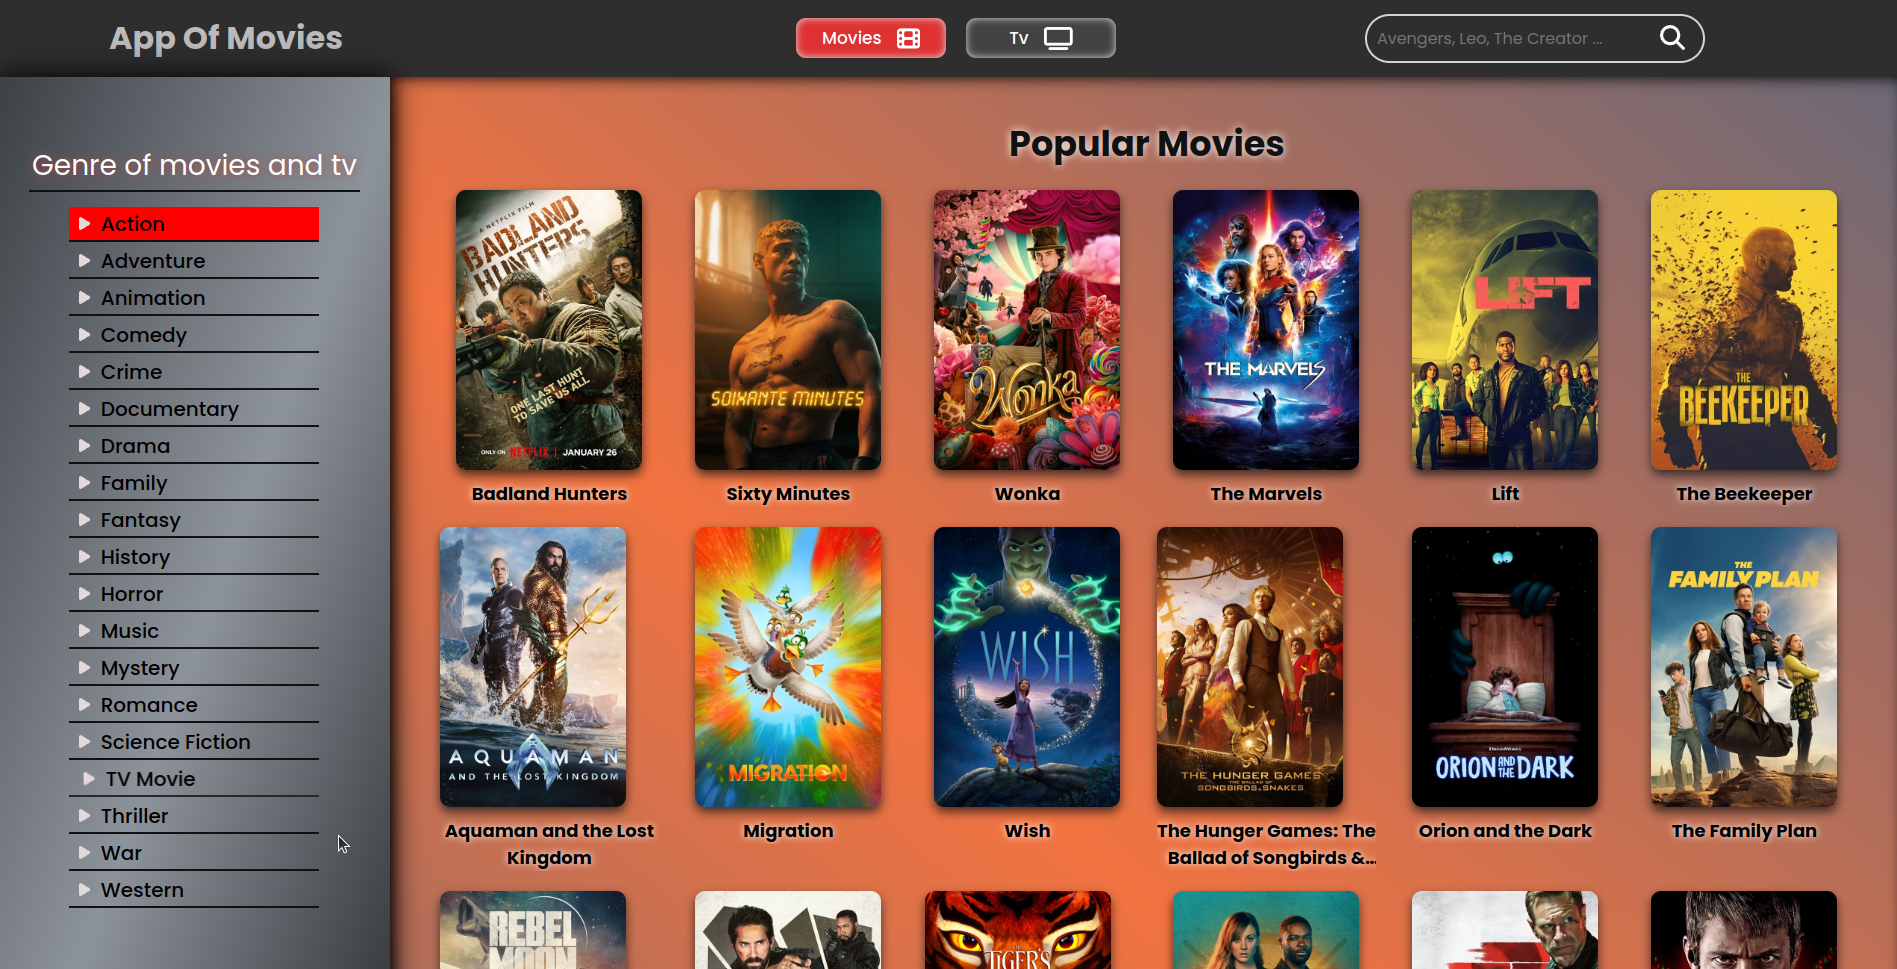 App Of Movies
Movies
Tv
Avengers, Leo, The Creator ...
Genre of movies and tv
Action
Adventure
Animation
Comedy
Crime
Documentary
Drama
Family
Fantasy
History
Horror
Music
Mystery
Romance
Science Fiction
TV Movie
Thriller
War
Western
Popular Movies
A NETFLIX FILM
BADLAND
HUNTERS
ONE LAST HUNT
TO SAVE US ALL.
ONLY ON NETFLIX | JANUARY 26
Badland Hunters
SOIXANTE MINUTES
Sixty Minutes
Wonka
Wonka
THE MARVELS
The Marvels
LIFT
Lift
THE
BEEKEEPER
The Beekeeper
AQUAMAN
AND THE LOST KINGDOM
Aquaman and the Lost
Kingdom
MIGRATION
Migration
WISH
Wish
THE HUNGER GAMES
THE BALLAD OF
SONGBIRDS & SNAKES
The Hunger Games: The
Ballad of Songbirds &...
DREAMWORKS
ORION AND THE DARK
Orion and the Dark
THE
FAMILY PLAN
The Family Plan
REBEL
MOON
THE
TIGER'S